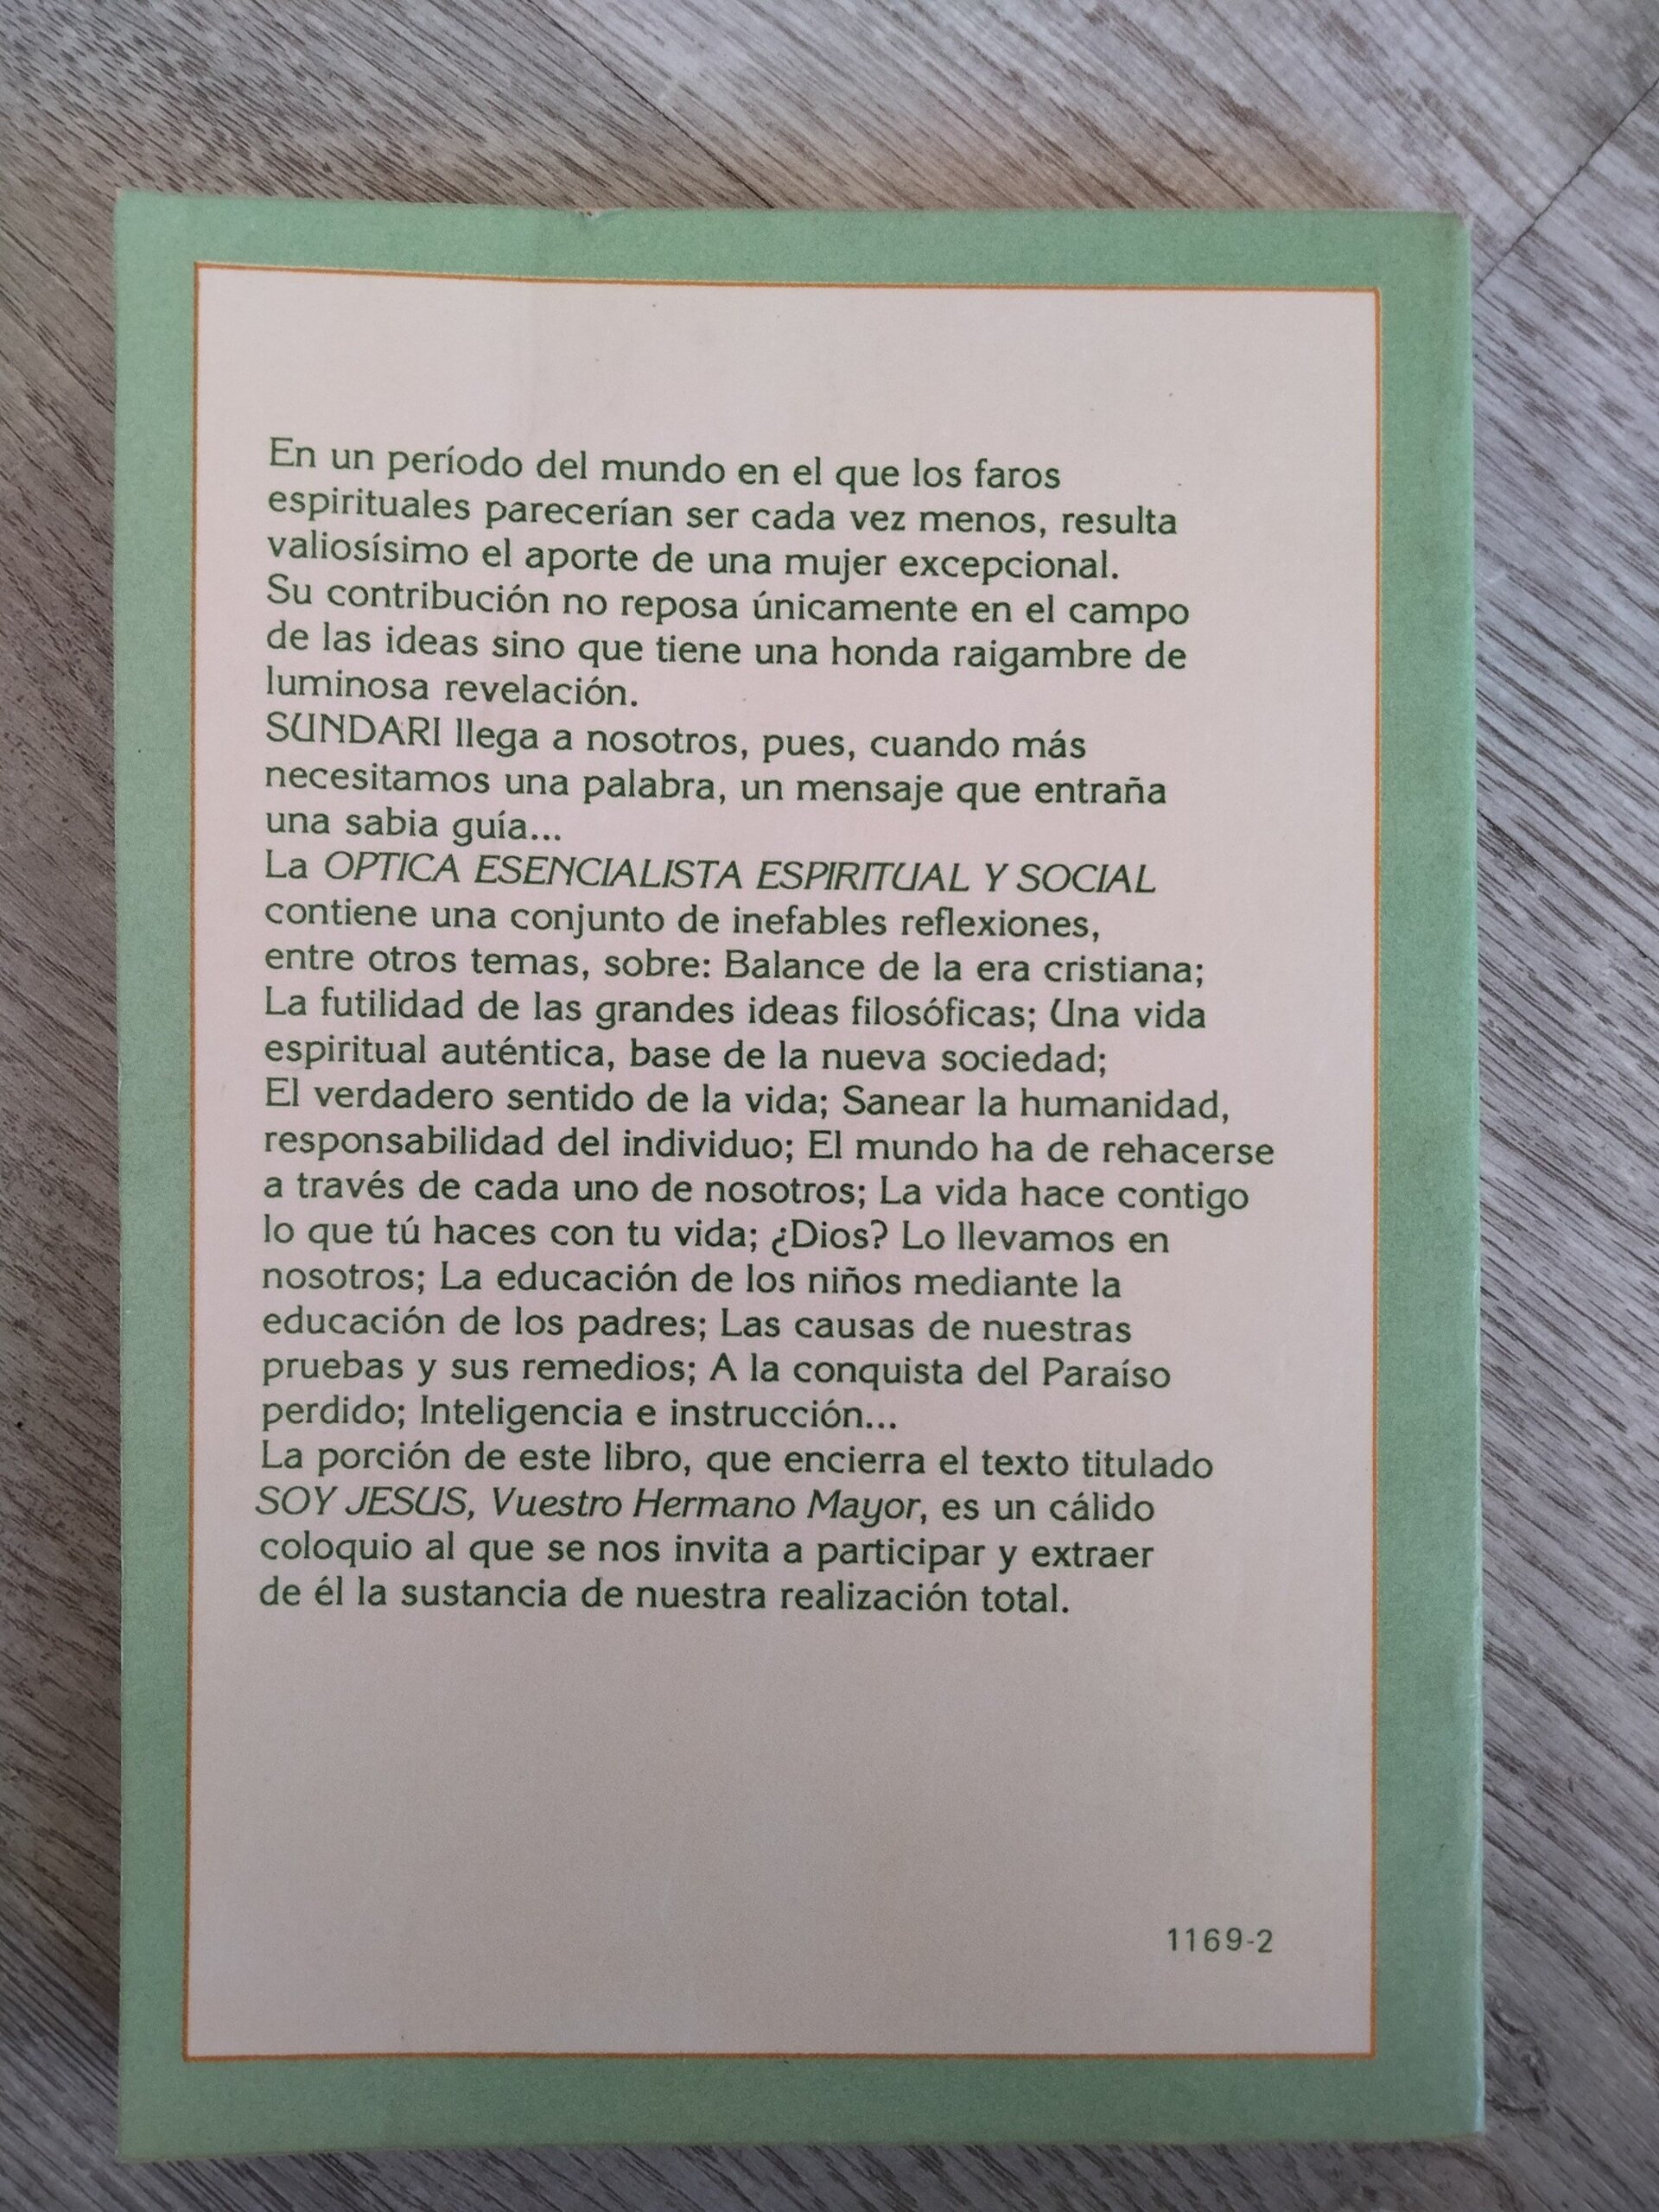 En un período del mundo en el que los faros
espirituales parecerían ser cada vez menos, resulta
valiosísimo el aporte de una mujer excepcional.
Su contribución no reposa únicamente en el campo
de las ideas sino que tiene una honda raigambre de
luminosa revelación.
SUNDARI llega a nosotros, pues, cuando más
necesitamos una palabra, un mensaje que entraña
una sabia guía...
La OPTICA ESENCIALISTA ESPIRITUAL Y SOCIAL
contiene una conjunto de inefables reflexiones,
entre otros temas, sobre: Balance de la era cristiana;
La futilidad de las grandes ideas filosóficas; Una vida
espiritual auténtica, base de la nueva sociedad;
El verdadero sentido de la vida; Sanear la humanidad,
responsabilidad del individuo; El mundo ha de rehacerse
a través de cada uno de nosotros; La vida hace contigo
lo que tú haces con tu vida; ¿Dios? Lo llevamos en
nosotros; La educación de los niños mediante la
educación de los padres; Las causas de nuestras
pruebas y sus remedios; A la conquista del Paraíso
perdido; Inteligencia e instrucción...
La porción de este libro, que encierra el texto titulado
SOY JESUS, Vuestro Hermano Mayor, es un cálido
coloquio al que se nos invita a participar y extraer
de él la sustancia de nuestra realización total.
1169-2